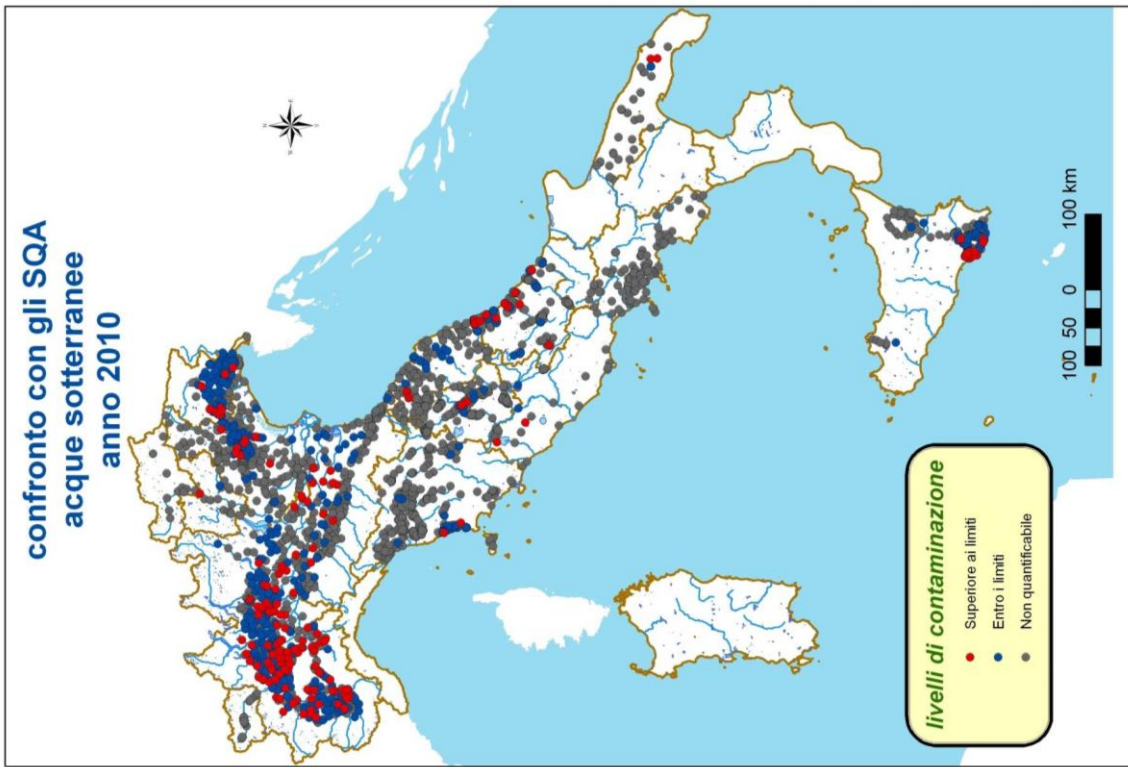 confronto con gli SQA
acque sotterranee
anno 2010
livelli di contaminazione
Superiore ai limiti
Entro i limiti
Non quantificabile
100 50 0 100 km